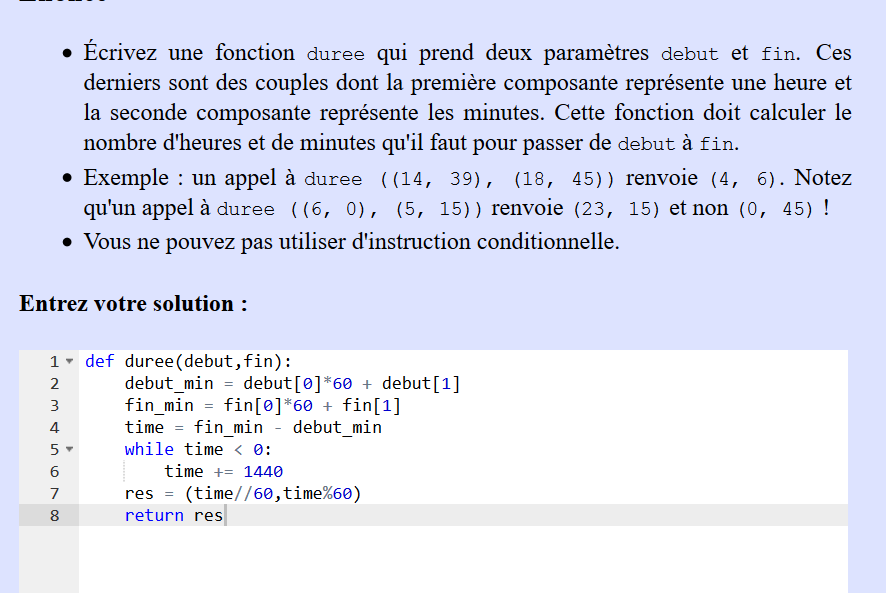 • Écrivez une fonction duree qui prend deux paramètres debut et fin. Ces
derniers sont des couples dont la première composante représente une heure et
la seconde composante représente les minutes. Cette fonction doit calculer le
nombre d'heures et de minutes qu'il faut pour passer de debut à fin.
• Exemple : un appel à duree ((14, 39), (18, 45)) renvoie (4, 6). Notez
qu'un appel à duree ((6, 0), (5, 15)) renvoie (23, 15) et non (0, 45) !
• Vous ne pouvez pas utiliser d'instruction conditionnelle.
Entrez votre solution :
1 def duree(debut,fin):
2     debut_min = debut[0]*60 + debut[1]
3     fin_min = fin[0]*60 + fin[1]
4     time = fin_min - debut_min
5     while time < 0:
6         time += 1440
7     res = (time//60,time%60)
8     return res